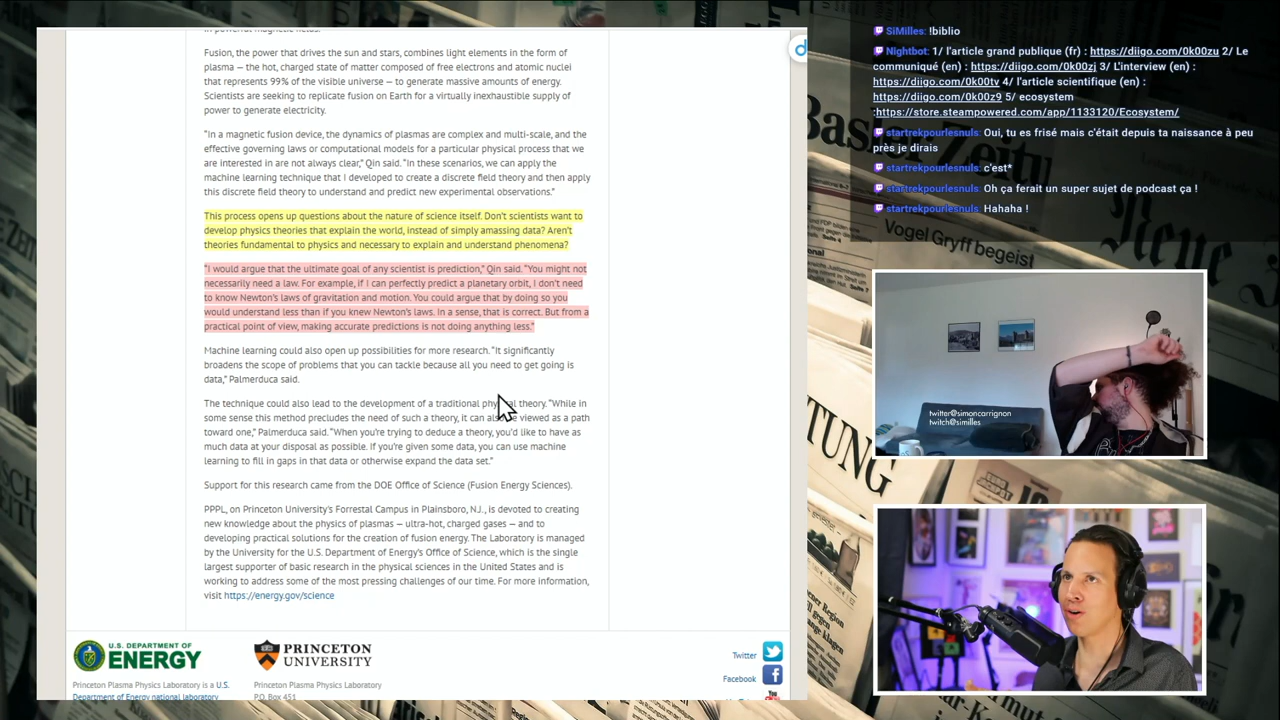 in powerful magnetic fields.
Fusion, the power that drives the sun and stars, combines light elements in the form of
plasma — the hot, charged state of matter composed of free electrons and atomic nuclei
that represents 99% of the visible universe — to generate massive amounts of energy.
Scientists are seeking to replicate fusion on Earth for a virtually inexhaustible supply of
power to generate electricity.
"In a magnetic fusion device, the dynamics of plasmas are complex and multi-scale, and the
effective governing laws or computational models for a particular physical process that we
are interested in are not always clear," Qin said. "In these scenarios, we can apply the
machine learning technique that I developed to create a discrete field theory and then apply
this discrete field theory to understand and predict new experimental observations."
This process opens up questions about the nature of science itself. Don't scientists want to
develop physics theories that explain the world, instead of simply amassing data? Aren't
theories fundamental to physics and necessary to explain and understand phenomena?
"I would argue that the ultimate goal of any scientist is prediction," Qin said. "You might not
necessarily need a law. For example, if I can perfectly predict a planetary orbit, I don't need
to know Newton's laws of gravitation and motion. You could argue that by doing so you
would understand less than if you knew Newton's laws. In a sense, that is correct. But from a
practical point of view, making accurate predictions is not doing anything less."
Machine learning could also open up possibilities for more research. "It significantly
broadens the scope of problems that you can tackle because all you need to get going is
data," Palmerduca said.
The technique could also lead to the development of a traditional physical theory. "While in
some sense this method precludes the need of such a theory, it can also be viewed as a path
toward one," Palmerduca said. "When you're trying to deduce a theory, you'd like to have as
much data at your disposal as possible. If you're given some data, you can use machine
learning to fill in gaps in that data or otherwise expand the data set."
Support for this research came from the DOE Office of Science (Fusion Energy Sciences).
PPPL, on Princeton University's Forrestal Campus in Plainsboro, N.J., is devoted to creating
new knowledge about the physics of plasmas — ultra-hot, charged gases — and to
developing practical solutions for the creation of fusion energy. The Laboratory is managed
by the University for the U.S. Department of Energy's Office of Science, which is the single
largest supporter of basic research in the physical sciences in the United States and is
working to address some of the most pressing challenges of our time. For more information,
visit https://energy.gov/science
U.S. DEPARTMENT OF
ENERGY
PRINCETON
UNIVERSITY
Princeton Plasma Physics Laboratory is a U.S.
Department of Energy national laboratory
Princeton Plasma Physics Laboratory
P.O. Box 451
Twitter
Facebook
SiMilles: !biblio
Nightbot: 1/ l'article grand publique (fr) : https://diigo.com/0k00zu 2/ Le
communiqué (en) : https://diigo.com/0k00zj 3/ L'interview (en) :
https://diigo.com/0k00tv 4/ l'article scientifique (en) :
https://diigo.com/0k00z9 5/ ecosystem
:https://store.steampowered.com/app/1133120/Ecosystem/
startrekpourlesnuls: Oui, tu es frisé mais c'était depuis ta naissance à peu
près je dirais
startrekpourlesnuls: c'est*
startrekpourlesnuls: Oh ça ferait un super sujet de podcast ça !
startrekpourlesnuls: Hahaha !
Basler Zeitu
Vogel Gryff begeist
Neue
TUNG
twitter@simoncarrignon
twitch@similles